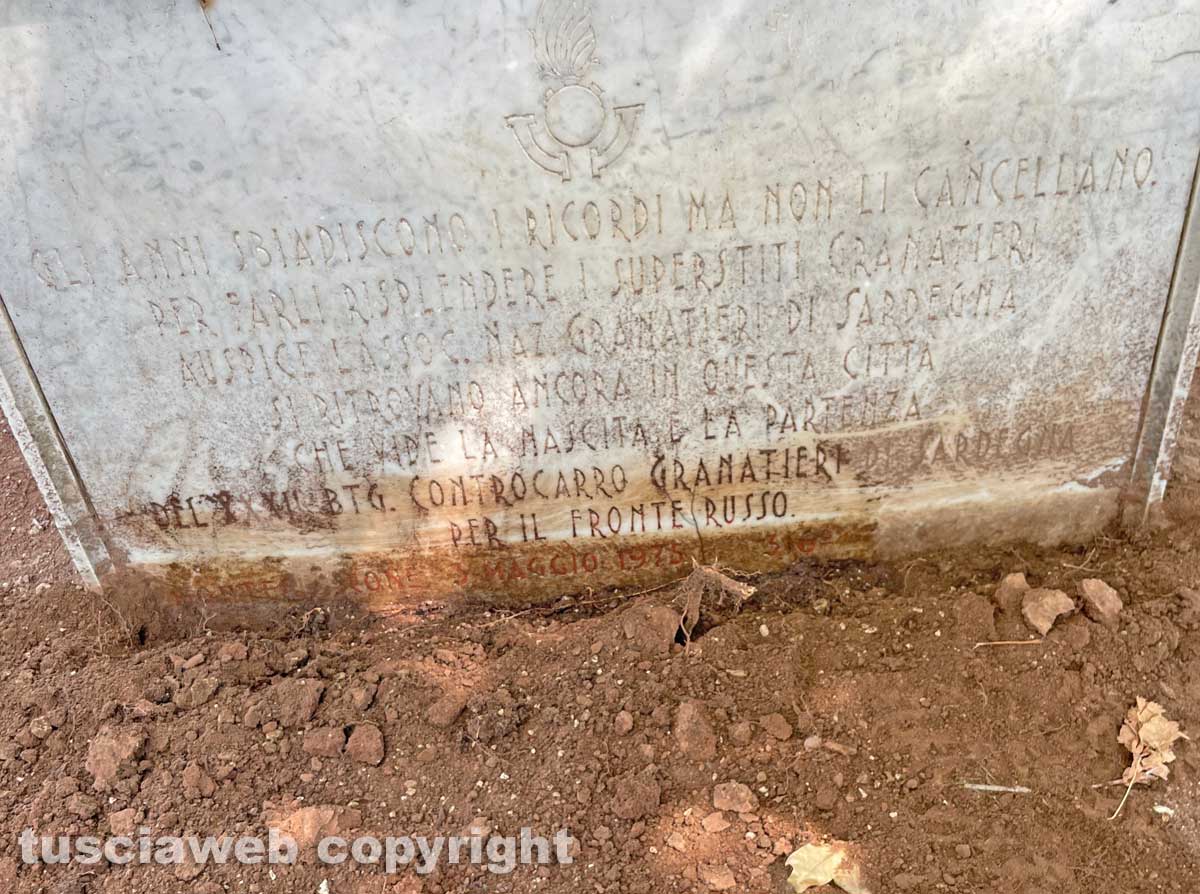 GLI ANNI SBIADISCONO I RICORDI MA NON LI CANCELLANO.
PER FARLI RISPLENDERE I SUPERSTITI GRANATIERI
AUSPICE L'ASSOC. NAZ. GRANATIERI DI SARDEGNA
SI RITROVANO ANCORA IN QUESTA CITTA
CHE VIDE LA NASCITA E LA PARTENZA
DEL BTG. CONTROCARRO GRANATIERI DI SARDEGNA
PER IL FRONTE RUSSO.
MAGGIO 1975
tusciaweb copyright